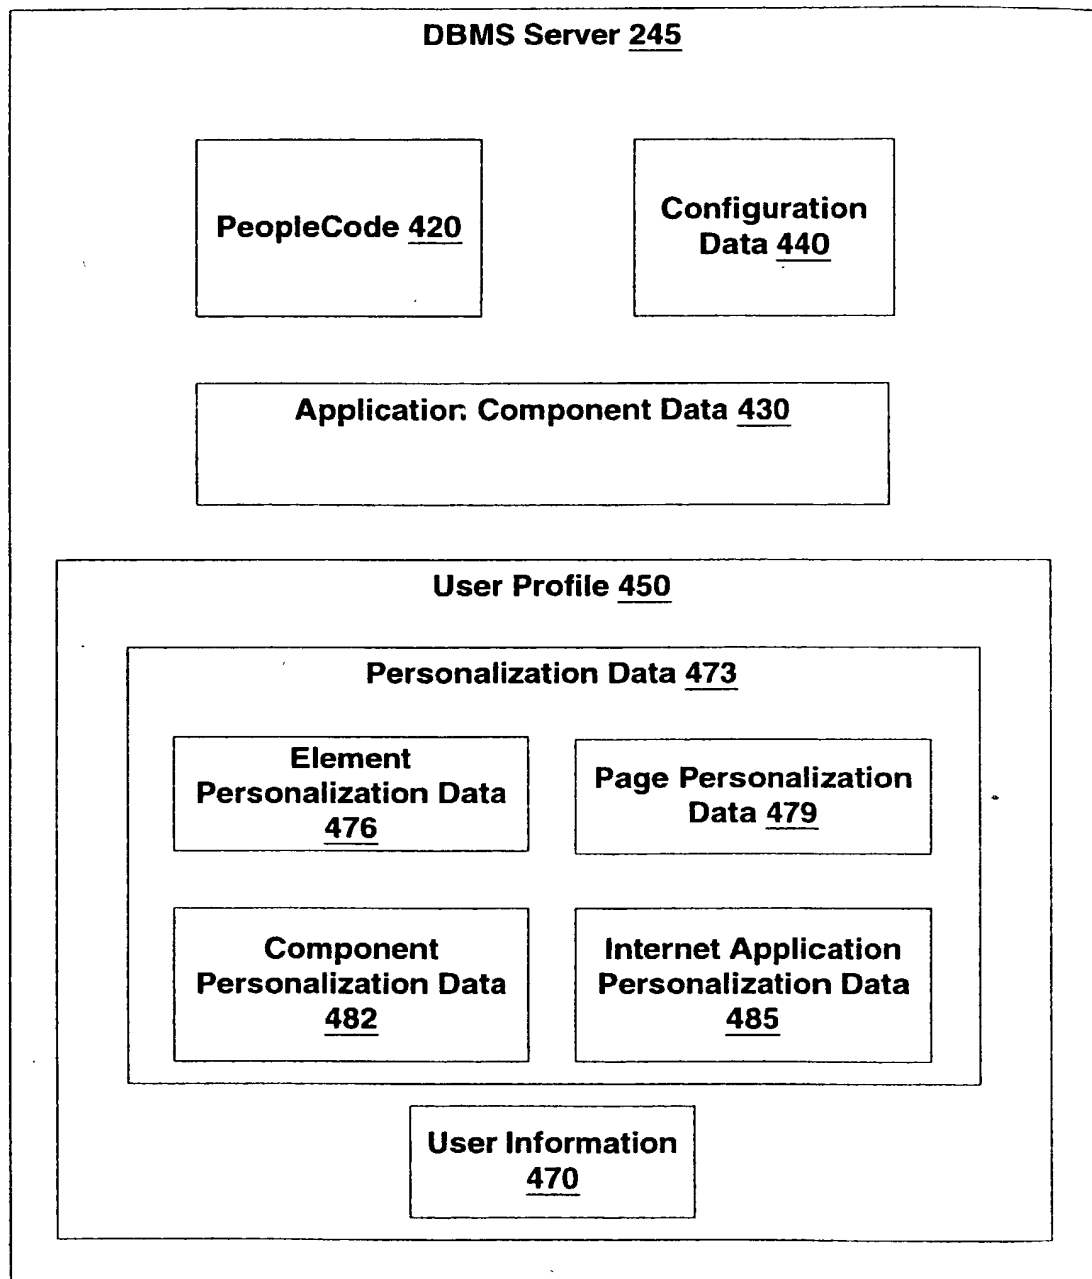 DBMS Server 245
PeopleCode 420
Configuration
Data 440
Application Component Data 430
User Profile 450
Personalization Data 473
Element
Personalization Data
476
Page Personalization
Data 479
Component
Personalization Data
482
Internet Application
Personalization Data
485
User Information
470